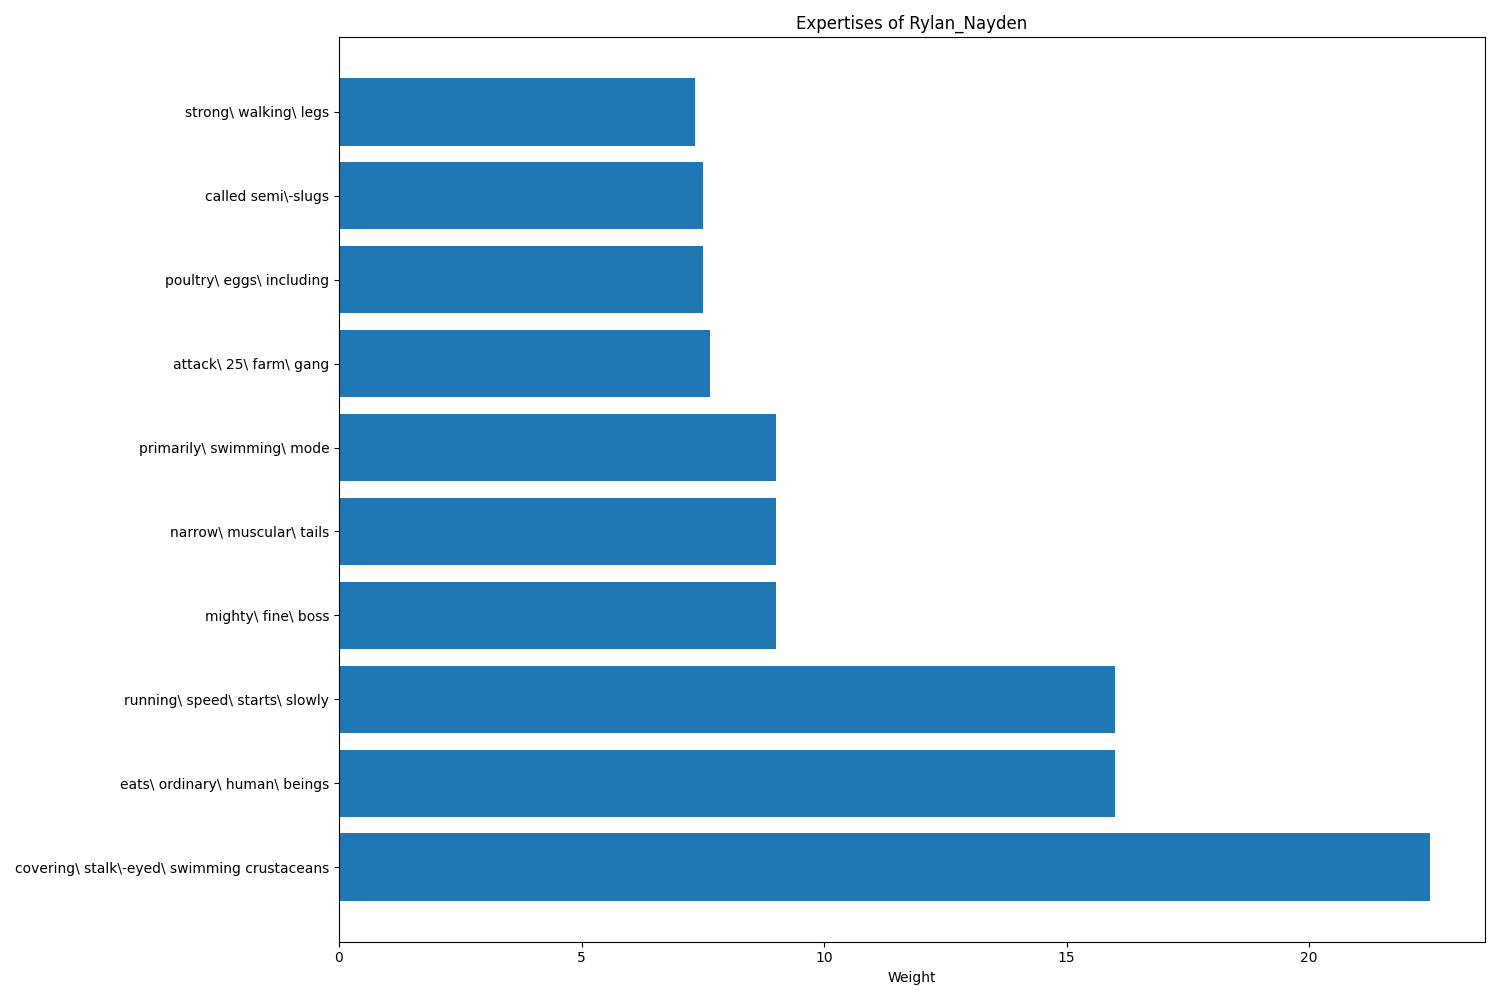 Expertises of Rylan_Nayden
strong\ walking\ legs
called semi\-slugs
poultry\ eggs\ including
attack\ 25\ farm\ gang
primarily\ swimming\ mode
narrow\ muscular\ tails
mighty\ fine\ boss
running\ speed\ starts\ slowly
eats\ ordinary\ human\ beings
covering\ stalk\-eyed\ swimming crustaceans
0 5 10 15 20
Weight